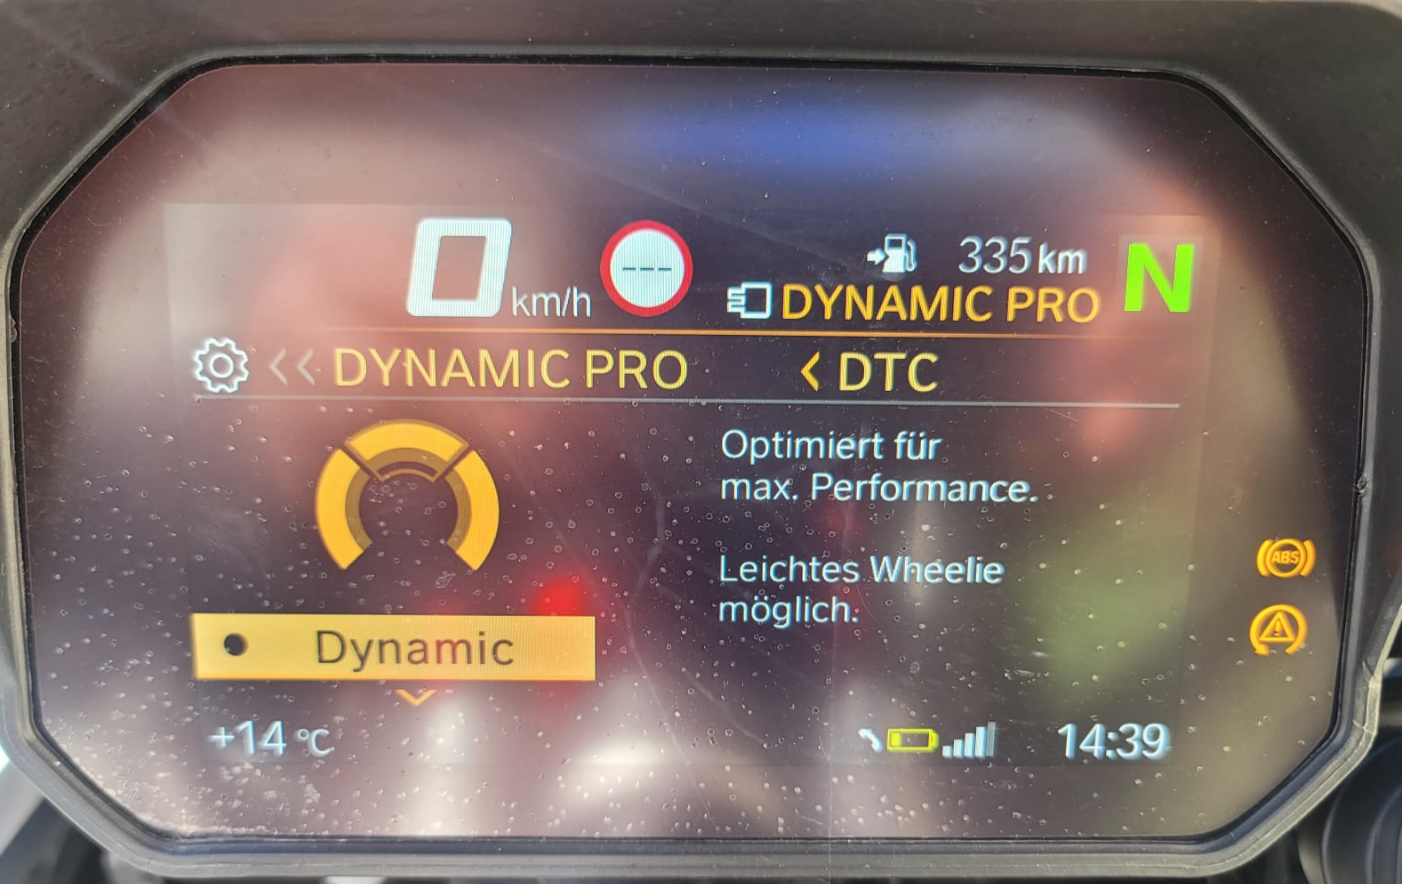 0 km/h --- 335 km
DYNAMIC PRO N
<< DYNAMIC PRO < DTC
Optimiert für
max. Performance.
Leichtes Wheelie
möglich.
Dynamic
ABS
+14 °C 14:39